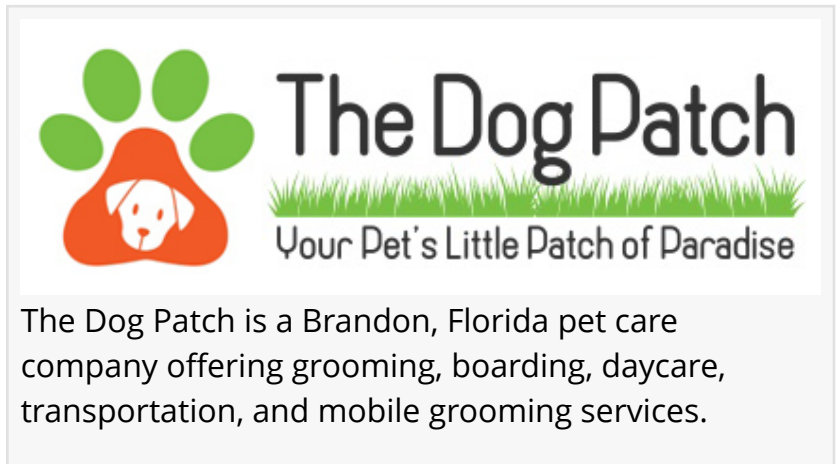 The Dog Patch
Your Pet's Little Patch of Paradise
The Dog Patch is a Brandon, Florida pet care
company offering grooming, boarding, daycare,
transportation, and mobile grooming services.